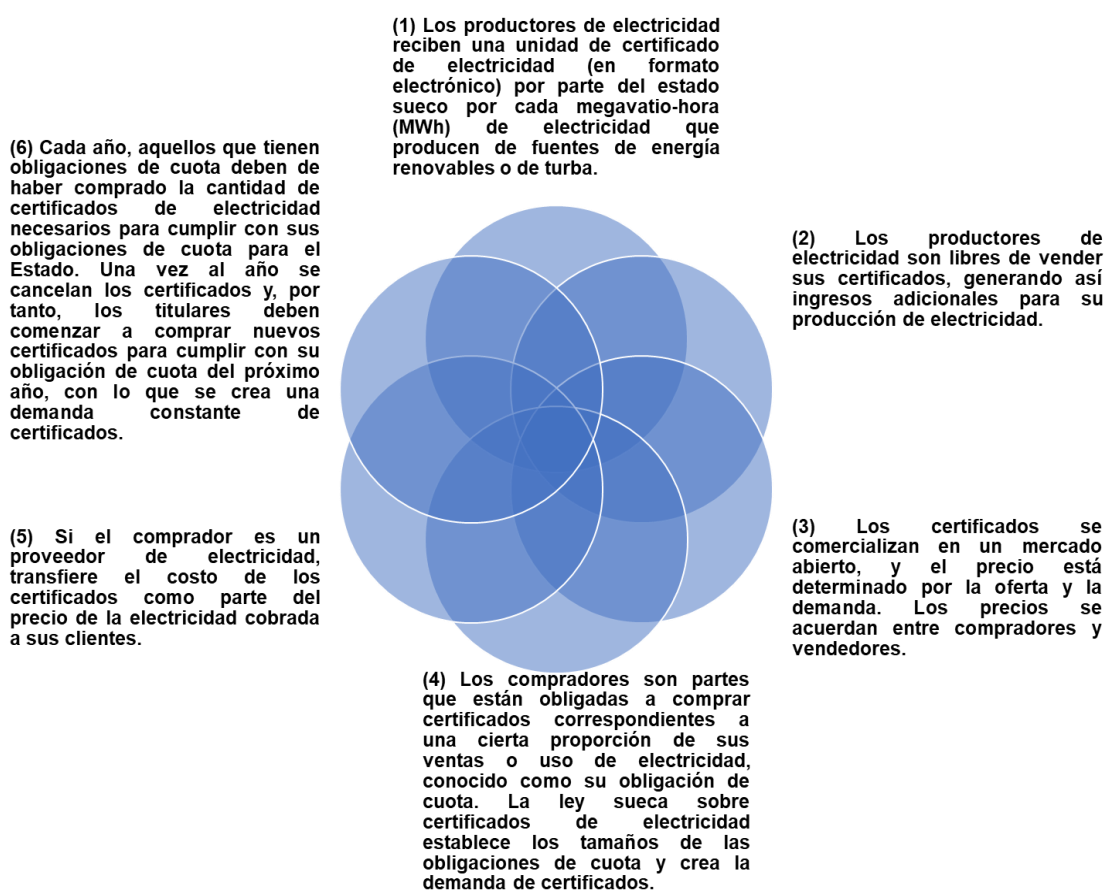 (1) Los productores de electricidad
reciben una unidad de certificado
de electricidad (en formato
electrónico) por parte del estado
sueco por cada megavatio-hora
(MWh) de electricidad que
producen de fuentes de energía
renovables o de turba.
(2) Los productores de
electricidad son libres de vender
sus certificados, generando así
ingresos adicionales para su
producción de electricidad.
(3) Los certificados se
comercializan en un mercado
abierto, y el precio está
determinado por la oferta y la
demanda. Los precios se
acuerdan entre compradores y
vendedores.
(4) Los compradores son partes
que están obligadas a comprar
certificados correspondientes a
una cierta proporción de sus
ventas o uso de electricidad,
conocido como su obligación de
cuota. La ley sueca sobre
certificados de electricidad
establece los tamaños de las
obligaciones de cuota y crea la
demanda de certificados.
(5) Si el comprador es un
proveedor de electricidad,
transfiere el costo de los
certificados como parte del
precio de la electricidad cobrada
a sus clientes.
(6) Cada año, aquellos que tienen
obligaciones de cuota deben de
haber comprado la cantidad de
certificados de electricidad
necesarios para cumplir con sus
obligaciones de cuota para el
Estado. Una vez al año se
cancelan los certificados y, por
tanto, los titulares deben
comenzar a comprar nuevos
certificados para cumplir con su
obligación de cuota del próximo
año, con lo que se crea una
demanda constante de
certificados.